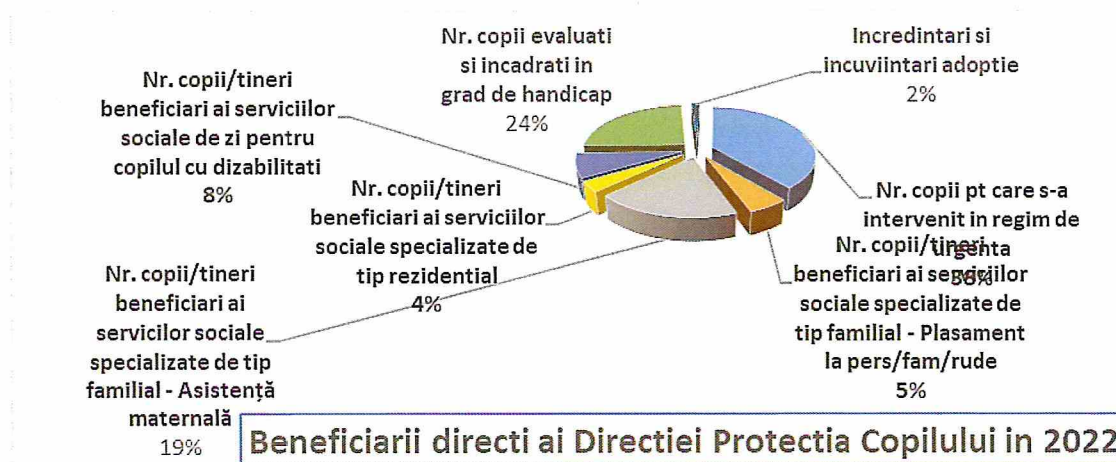 Nr. copii evaluati
si incadrati in
grad de handicap
24%
Incredintari si
incuviintari adoptie
2%
Nr. copii/tineri
beneficiari ai serviciilor
sociale de zi pentru
copilul cu dizabilitati
8%
Nr. copii/tineri
beneficiari ai serviciilor
sociale specializate de
tip rezidential
4%
Nr. copii pt care s-a
intervenit in regim de
urgenta
Nr. copii/tineri
beneficiari ai serviciilor
sociale specializate de
tip familial - Plasament
la pers/fam/rude
5%
Nr. copii/tineri
beneficiari ai
servicilor sociale
specializate de tip
familial - Asistență
maternală
19%
Beneficiarii directi ai Directiei Protectia Copilului in 2022